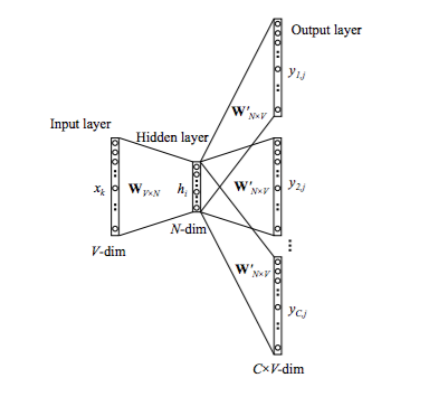 Output layer
y1,j
W'N×V
Input layer
Hidden layer
xk
WV×N
hi
W'N×V
y2,j
N-dim
V-dim
W'N×V
yC,j
C×V-dim